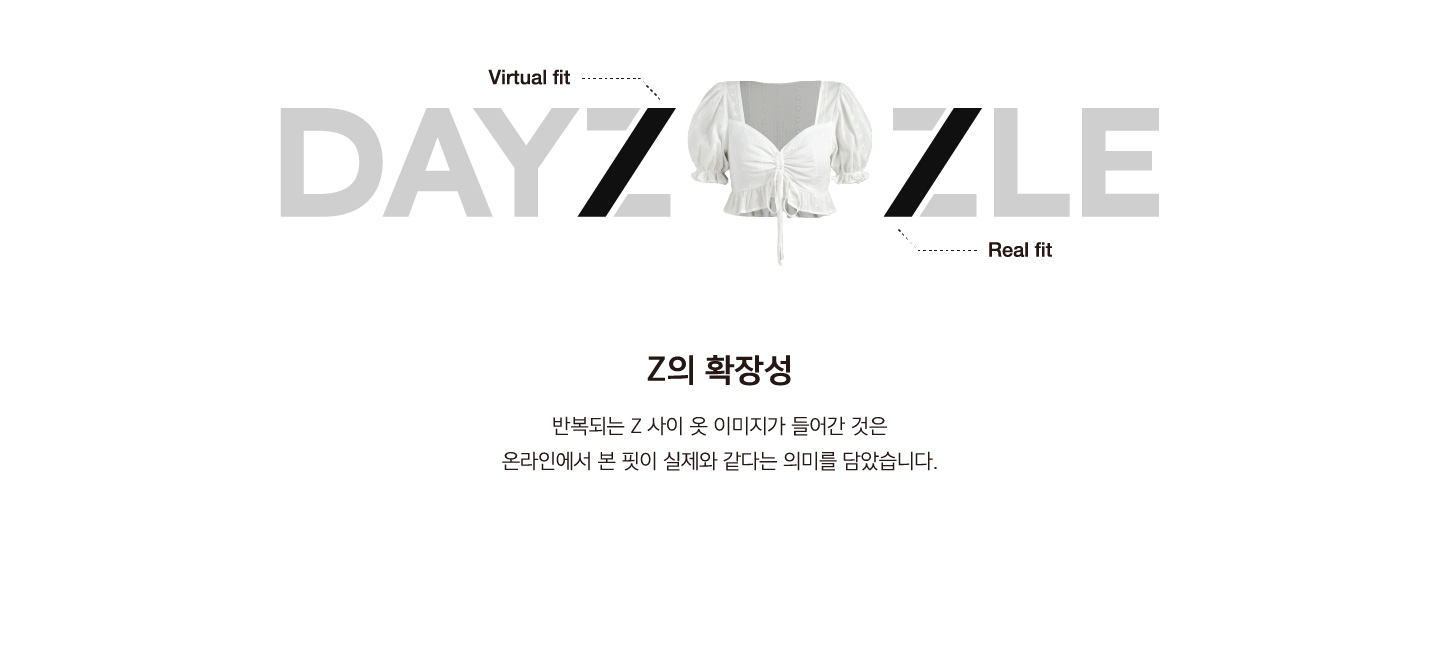 Virtual fit
DAYZ ZLE
Real fit
Z의 확장성
반복되는 Z 사이 옷 이미지가 들어간 것은
온라인에서 본 핏이 실제와 같다는 의미를 담았습니다.